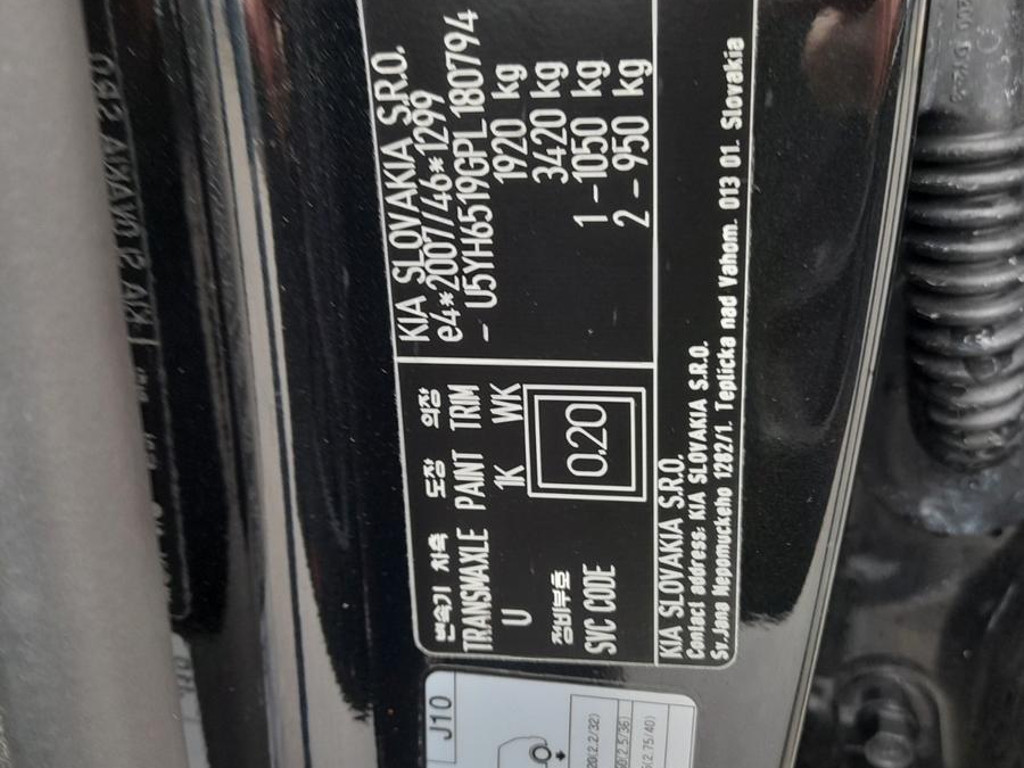 KIA SLOVAKIA S.R.O.
e4*2007/46*1299
- U5YH6519GPL180794
1920 kg
3420 kg
1 - 1050 kg
2 - 950 kg
변속기 차축 도장 의장
TRANSMAXLE PAINT TRIM
U 1K WK
정비부호
SVC CODE
0.20
KIA SLOVAKIA S.R.O.
Contact address: KIA SLOVAKIA S.R.O.
Sv.Jana Nepomuckeho 1282/1. Teplicka nad Vahom. 013 01. Slovakia
J10